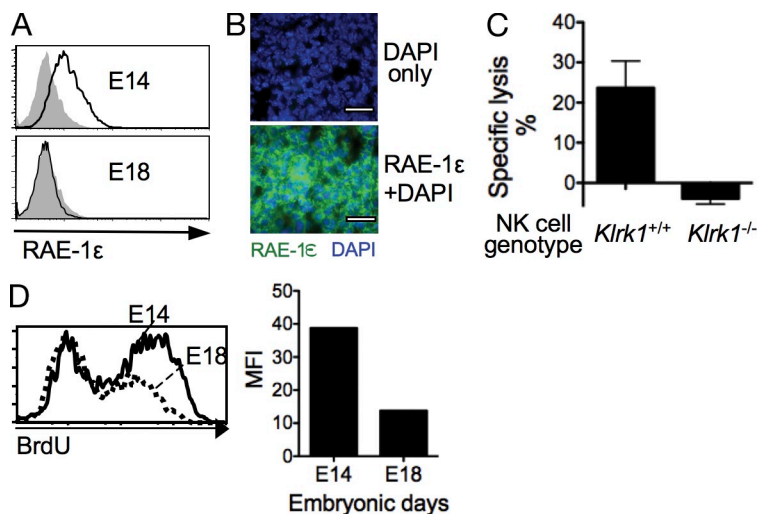 A
E14
E18
RAE-1ε
B
DAPI
only
RAE-1ε
+DAPI
RAE-1ε DAPI
C
Specific lysis
%
40
30
20
10
0
NK cell
genotype
Klrk1+/+ Klrk1-/-
D
E14
E18
BrdU
MFI
50
40
30
20
10
0
E14 E18
Embryonic days